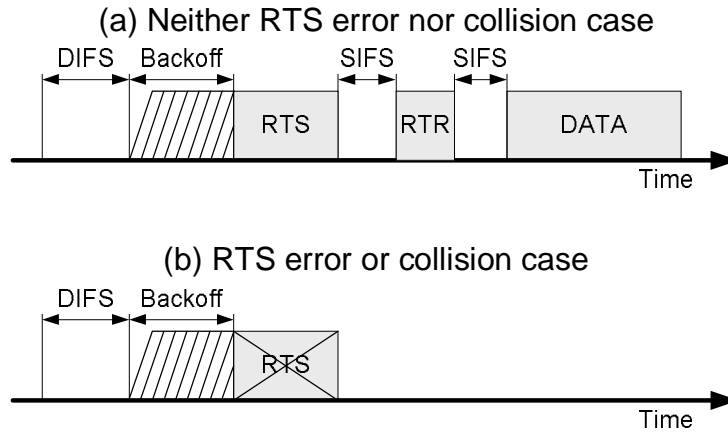 (a) Neither RTS error nor collision case
DIFS Backoff SIFS SIFS
RTS RTR DATA
Time
(b) RTS error or collision case
DIFS Backoff
RTS
Time